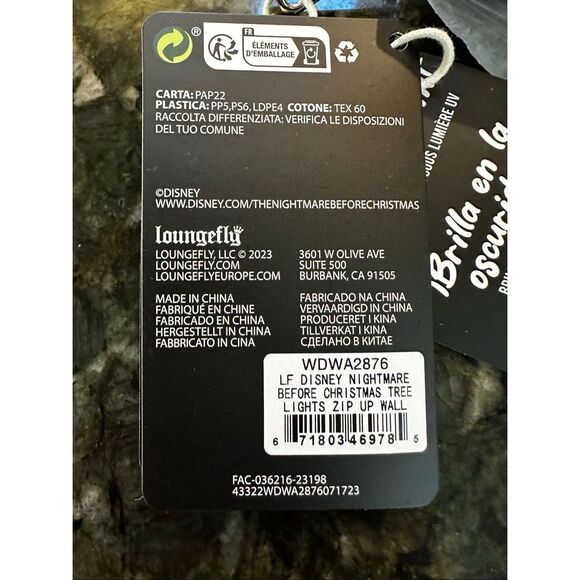 FR
ÉLÉMENTS
D'EMBALLAGE
CARTA: PAP22
PLASTICA: PP5,PS6, LDPE4 COTONE: TEX 60
RACCOLTA DIFFERENZIATA: VERIFICA LE DISPOSIZIONI
DEL TUO COMUNE
©DISNEY
WWW.DISNEY.COM/THENIGHTMAREBEFORECHRISTMAS
loungefly
LOUNGEFLY, LLC © 2023
LOUNGEFLY.COM
LOUNGEFLYEUROPE.COM
3601 W OLIVE AVE
SUITE 500
BURBANK, CA 91505
MADE IN CHINA
FABRIQUÉ EN CHINE
FABRICADO EN CHINA
HERGESTELLT IN CHINA
FABBRICATO IN CINA
FABRICADO NA CHINA
VERVAARDIGD IN CHINA
PRODUCERET I KINA
TILLVERKAT I KINA
СДЕЛАНО В КИТАЕ
WDWA2876
LF DISNEY NIGHTMARE
BEFORE CHRISTMAS TREE
LIGHTS ZIP UP WALL
6 71803 46978 5
FAC-036216-23198
43322WDWA2876071723
SOUS LUMIÈRE UV
¡Brilla en la